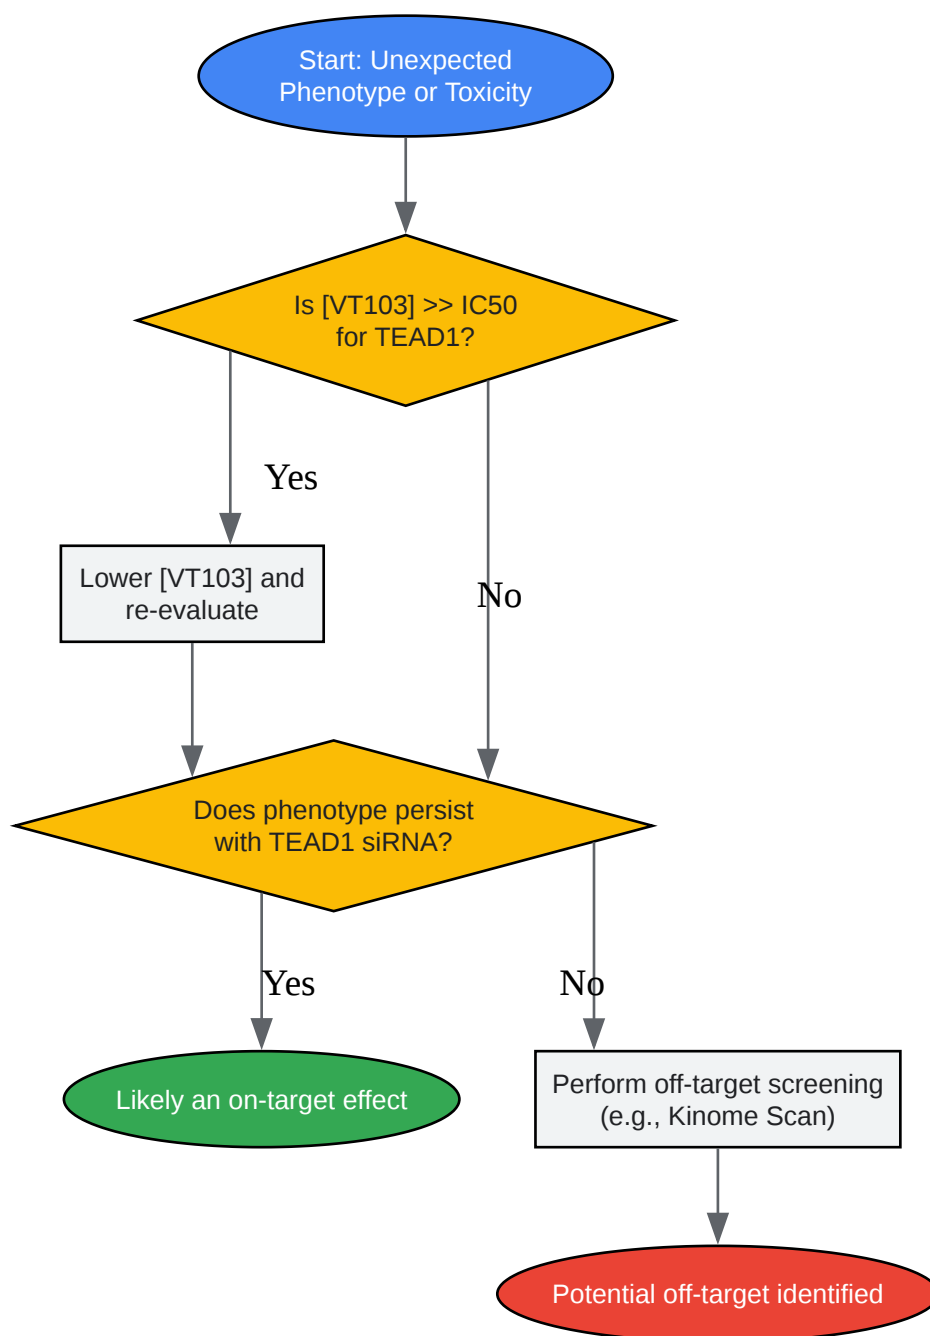 Start: Unexpected
Phenotype or Toxicity
Is [VT103] >> IC50
for TEAD1?
Yes
Lower [VT103] and
re-evaluate
No
Does phenotype persist
with TEAD1 siRNA?
Yes
No
Likely an on-target effect
Perform off-target screening
(e.g., Kinome Scan)
Potential off-target identified